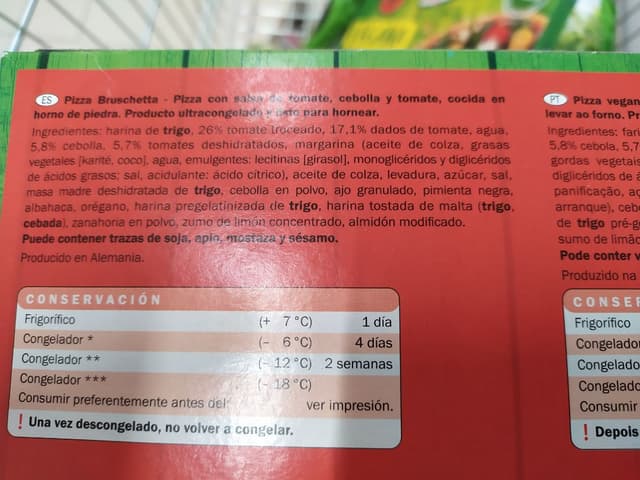 ES Pizza Bruschetta - Pizza con salsa de tomate, cebolla y tomate, cocida en
horno de piedra. Producto ultracongelado listo para hornear.
Ingredientes: harina de trigo, 26% tomate troceado, 17,1% dados de tomate, agua,
5,8% cebolla, 5,7% tomates deshidratados, margarina (aceite de colza, grasas
vegetales [karité, coco], agua, emulgentes: lecitinas [girasol], monoglicéridos y diglicéridos
de ácidos grasos; sal, acidulante: ácido cítrico), aceite de colza, levadura, azúcar, sal,
masa madre deshidratada de trigo, cebolla en polvo, ajo granulado, pimienta negra,
albahaca, orégano, harina pregelatinizada de trigo, harina tostada de malta (trigo,
cebada), zanahoria en polvo, zumo de limón concentrado, almidón modificado.
Puede contener trazas de soja, apio, mostaza y sésamo.
Producido en Alemania.
CONSERVACIÓN
Frigorífico (+ 7 °C) 1 día
Congelador * (- 6 °C) 4 días
Congelador ** (- 12 °C) 2 semanas
Congelador *** (- 18 °C)
Consumir preferentemente antes del: ver impresión.
! Una vez descongelado, no volver a congelar.
PT Pizza vegan
levar ao forno. Pr
Ingredientes: far
5,8% cebola, 5,7
gordas vegetai
diglicéridos de á
panificação, aç
arranque), cebo
de trigo pré-ge
sumo de limão
Pode conter v
Produzido na
CONSER
Frigorífico
Congelador
Congelado
Congelado
Consumir
! Depois